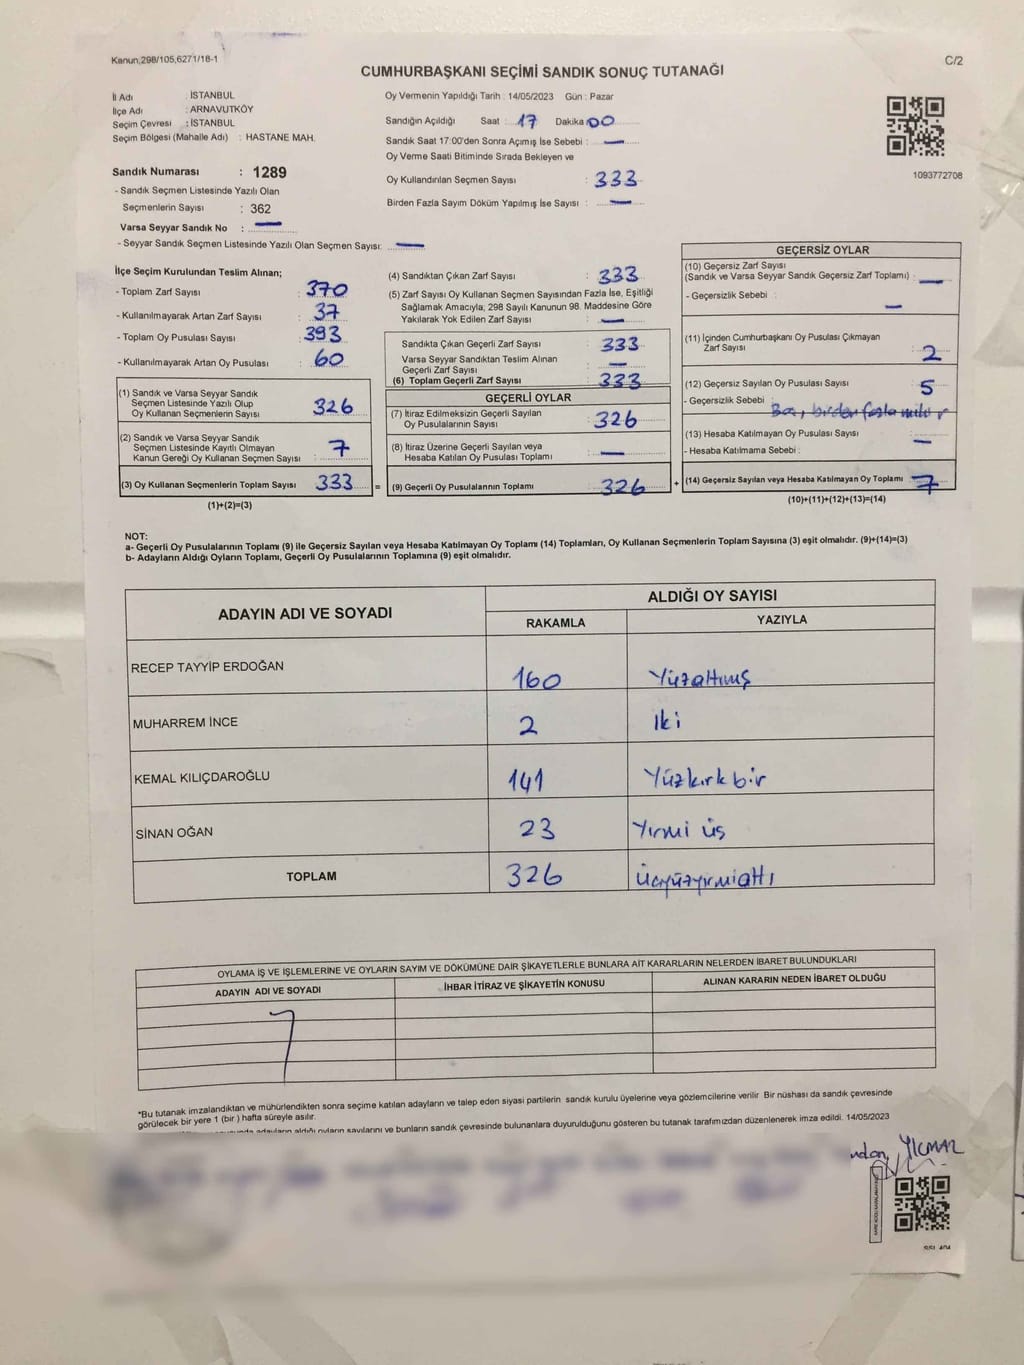 Kanun;298/105,6271/18-1
C/2
CUMHURBAŞKANI SEÇİMİ SANDIK SONUÇ TUTANAĞI
İl Adı : İSTANBUL
İlçe Adı : ARNAVUTKÖY
Seçim Çevresi : İSTANBUL
Seçim Bölgesi (Mahalle Adı) : HASTANE MAH.
Sandık Numarası : 1289
- Sandık Seçmen Listesinde Yazılı Olan
Seçmenlerin Sayısı : 362
Varsa Seyyar Sandık No : —
- Seyyar Sandık Seçmen Listesinde Yazılı Olan Seçmen Sayısı: —
Oy Vermenin Yapıldığı Tarih : 14/05/2023 Gün : Pazar
Sandığın Açıldığı Saat : 17 Dakika : 00
Sandık Saat 17:00'den Sonra Açımış İse Sebebi : —
Oy Verme Saati Bitiminde Sırada Bekleyen ve
Oy Kullandırılan Seçmen Sayısı : 333
Birden Fazla Sayım Döküm Yapılmış İse Sayısı : —
1093772708
İlçe Seçim Kurulundan Teslim Alınan;
- Toplam Zarf Sayısı : 370
- Kullanılmayarak Artan Zarf Sayısı : 37
- Toplam Oy Pusulası Sayısı : 393
- Kullanılmayarak Artan Oy Pusulası : 60
(1) Sandık ve Varsa Seyyar Sandık
Seçmen Listesinde Yazılı Olup
Oy Kullanan Seçmenlerin Sayısı : 326
(2) Sandık ve Varsa Seyyar Sandık
Seçmen Listesinde Kayıtlı Olmayan
Kanun Gereği Oy Kullanan Seçmen Sayısı : 7
(3) Oy Kullanan Seçmenlerin Toplam Sayısı 333 =
(1)+(2)=(3)
(4) Sandıktan Çıkan Zarf Sayısı : 333
(5) Zarf Sayısı Oy Kullanan Seçmen Sayısından Fazla İse, Eşitliği
Sağlamak Amacıyla, 298 Sayılı Kanunun 98. Maddesine Göre
Yakılarak Yok Edilen Zarf Sayısı : —
Sandıkta Çıkan Geçerli Zarf Sayısı : 333
Varsa Seyyar Sandıktan Teslim Alınan
Geçerli Zarf Sayısı : —
(6) Toplam Geçerli Zarf Sayısı : 333
GEÇERLİ OYLAR
(7) İtiraz Edilmeksizin Geçerli Sayılan
Oy Pusulalarının Sayısı : 326
(8) İtiraz Üzerine Geçerli Sayılan veya
Hesaba Katılan Oy Pusulası Toplamı : —
(9) Geçerli Oy Pusulalarının Toplamı : 326 +
GEÇERSİZ OYLAR
(10) Geçersiz Zarf Sayısı
(Sandık ve Varsa Seyyar Sandık Geçersiz Zarf Toplamı) : —
- Geçersizlik Sebebi : —
(11) İçinden Cumhurbaşkanı Oy Pusulası Çıkmayan
Zarf Sayısı : 2
(12) Geçersiz Sayılan Oy Pusulası Sayısı : 5
- Geçersizlik Sebebi : birden fazla mühür
(13) Hesaba Katılmayan Oy Pusulası Sayısı : —
- Hesaba Katılmama Sebebi :
(14) Geçersiz Sayılan veya Hesaba Katılmayan Oy Toplamı : 7
(10)+(11)+(12)+(13)=(14)
NOT:
a- Geçerli Oy Pusulalarının Toplamı (9) ile Geçersiz Sayılan veya Hesaba Katılmayan Oy Toplamı (14) Toplamları, Oy Kullanan Seçmenlerin Toplam Sayısına (3) eşit olmalıdır. (9)+(14)=(3)
b- Adayların Aldığı Oyların Toplamı, Geçerli Oy Pusulalarının Toplamına (9) eşit olmalıdır.
ADAYIN ADI VE SOYADI
ALDIĞI OY SAYISI
RAKAMLA YAZIYLA
RECEP TAYYİP ERDOĞAN 160 Yüzaltmış
MUHARREM İNCE 2 İki
KEMAL KILIÇDAROĞLU 141 Yüzkırk bir
SİNAN OĞAN 23 Yirmi üç
TOPLAM 326 Üçyüzyirmialtı
OYLAMA İŞ VE İŞLEMLERİNE VE OYLARIN SAYIM VE DÖKÜMÜNE DAİR ŞİKAYETLERLE BUNLARA AİT KARARLARIN NELERDEN İBARET BULUNDUKLARI
ADAYIN ADI VE SOYADI İHBAR İTİRAZ VE ŞİKAYETİN KONUSU ALINAN KARARIN NEDEN İBARET OLDUĞU
*Bu tutanak imzalandıktan ve mühürlendikten sonra seçime katılan adayların ve talep eden siyasi partilerin sandık kurulu üyelerine veya gözlemcilerine verilir Bir nüshası da sandık çevresinde
görülecek bir yere 1 (bir ) hafta süreyle asılır.
adayların aldığı oyların sayılarını ve bunların sandık çevresinde bulunanlara duyurulduğunu gösteren bu tutanak tarafımızdan düzenlenerek imza edildi. 14/05/2023